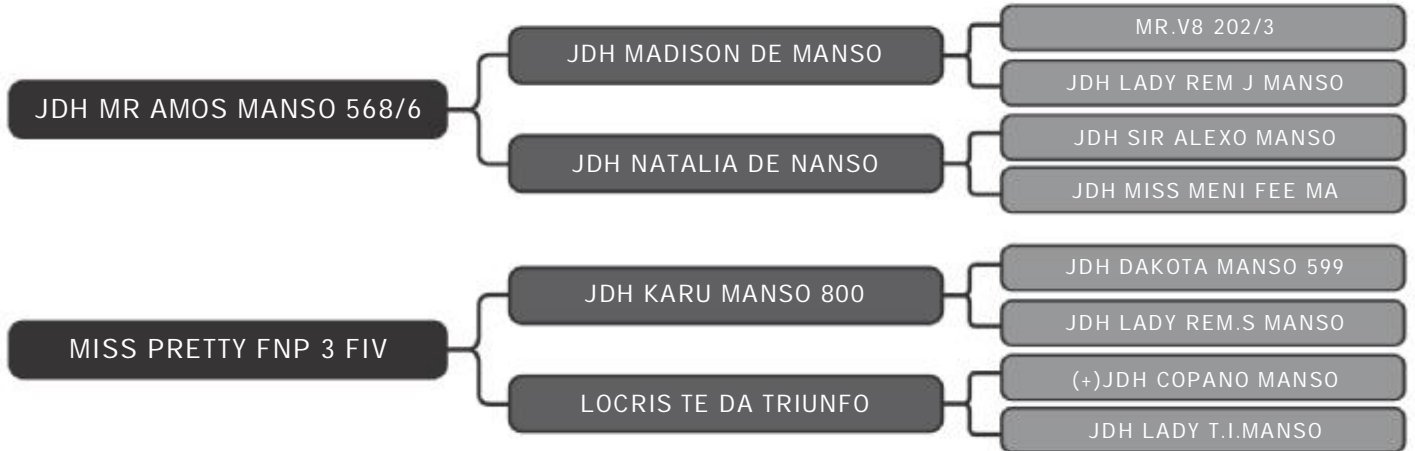 JDH MR AMOS MANSO 568/6
JDH MADISON DE MANSO
MR.V8 202/3
JDH LADY REM J MANSO
JDH NATALIA DE NANSO
JDH SIR ALEXO MANSO
JDH MISS MENI FEE MA
MISS PRETTY FNP 3 FIV
JDH KARU MANSO 800
JDH DAKOTA MANSO 599
JDH LADY REM.S MANSO
LOCRIS TE DA TRIUNFO
(+)JDH COPANO MANSO
JDH LADY T.I.MANSO